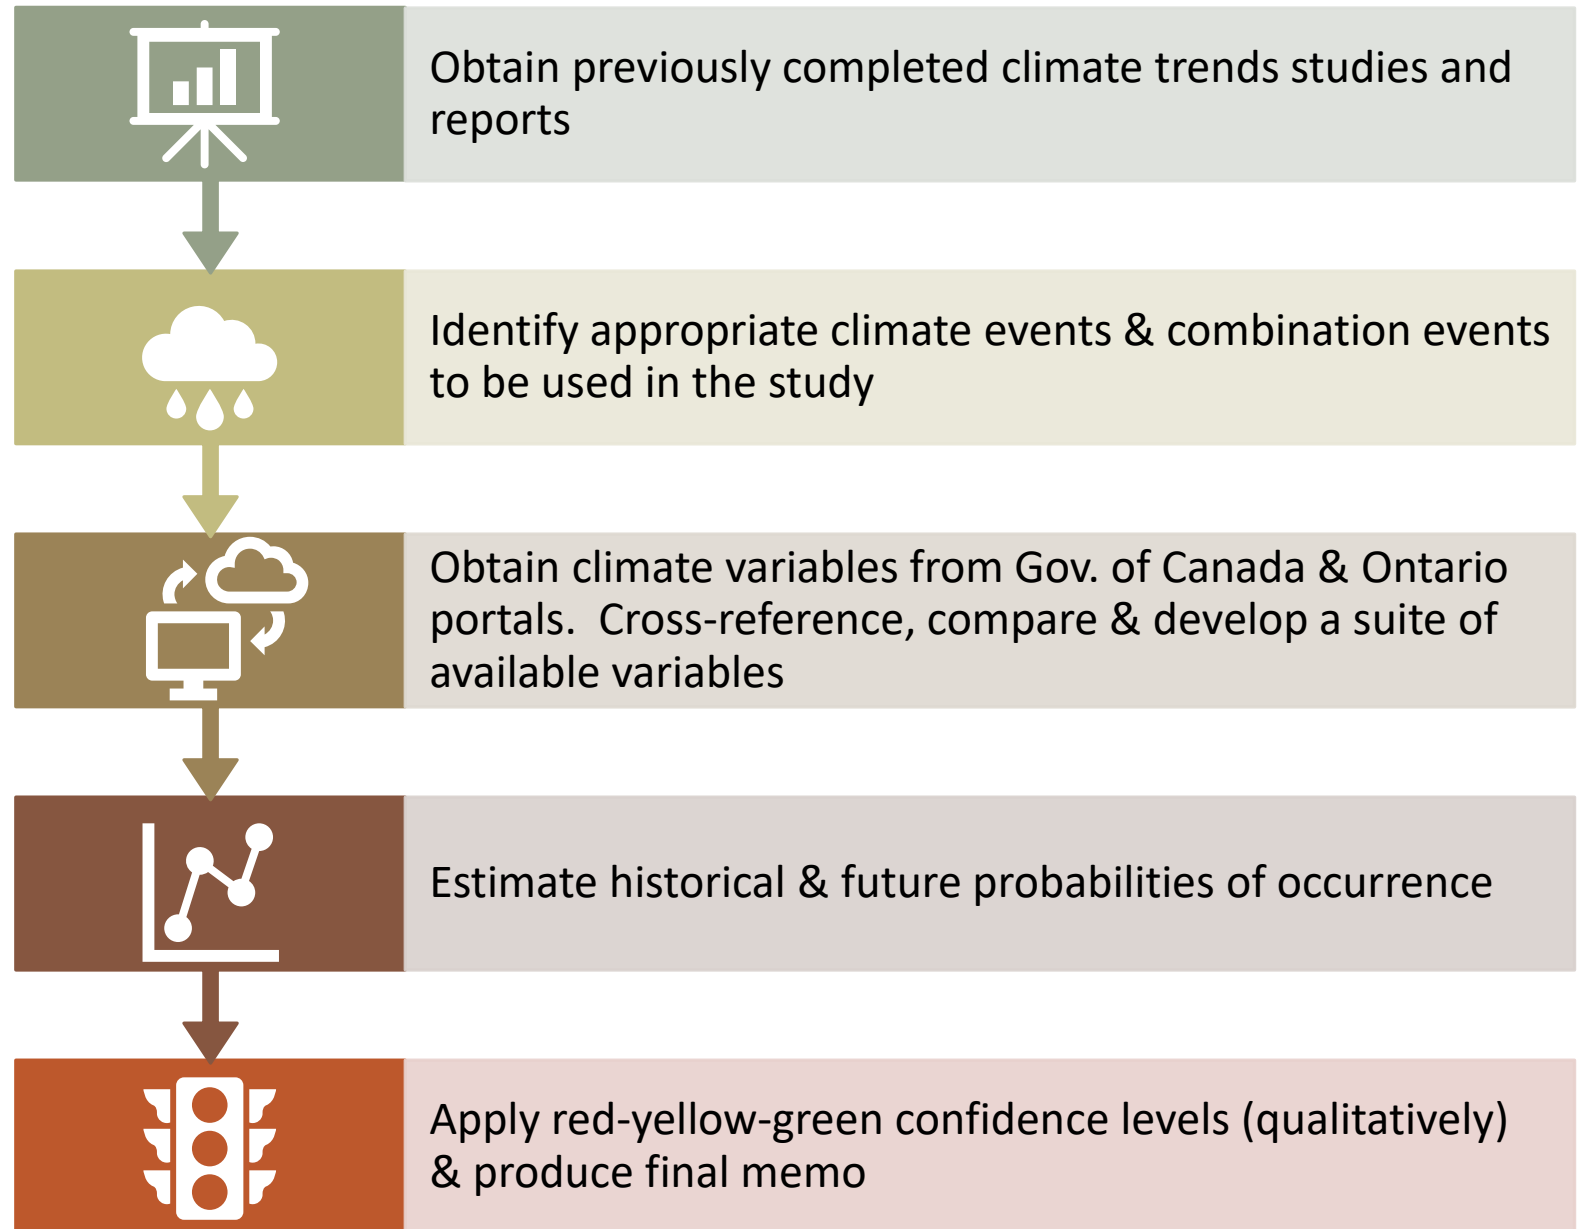 Obtain previously completed climate trends studies and
reports
Identify appropriate climate events & combination events
to be used in the study
Obtain climate variables from Gov. of Canada & Ontario
portals.  Cross-reference, compare & develop a suite of
available variables
Estimate historical & future probabilities of occurrence
Apply red-yellow-green confidence levels (qualitatively)
& produce final memo